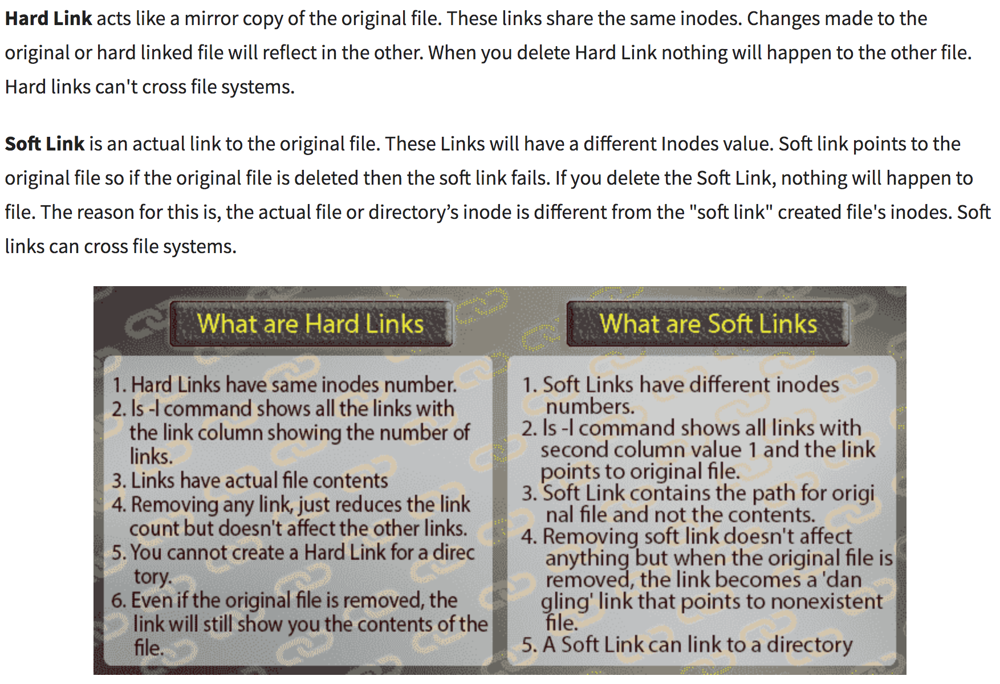 Hard Link acts like a mirror copy of the original file. These links share the same inodes. Changes made to the
original or hard linked file will reflect in the other. When you delete Hard Link nothing will happen to the other file.
Hard links can't cross file systems.
Soft Link is an actual link to the original file. These Links will have a different Inodes value. Soft link points to the
original file so if the original file is deleted then the soft link fails. If you delete the Soft Link, nothing will happen to
file. The reason for this is, the actual file or directory’s inode is different from the "soft link" created file's inodes. Soft
links can cross file systems.
What are Hard Links
1. Hard Links have same inodes number.
2. ls -l command shows all the links with
the link column showing the number of
links.
3. Links have actual file contents
4. Removing any link, just reduces the link
count but doesn't affect the other links.
5. You cannot create a Hard Link for a direc
tory.
6. Even if the original file is removed, the
link will still show you the contents of the
file.
What are Soft Links
1. Soft Links have different inodes
numbers.
2. ls -l command shows all links with
second column value 1 and the link
points to original file.
3. Soft Link contains the path for origi
nal file and not the contents.
4. Removing soft link doesn't affect
anything but when the original file is
removed, the link becomes a 'dan
gling' link that points to nonexistent
file.
5. A Soft Link can link to a directory